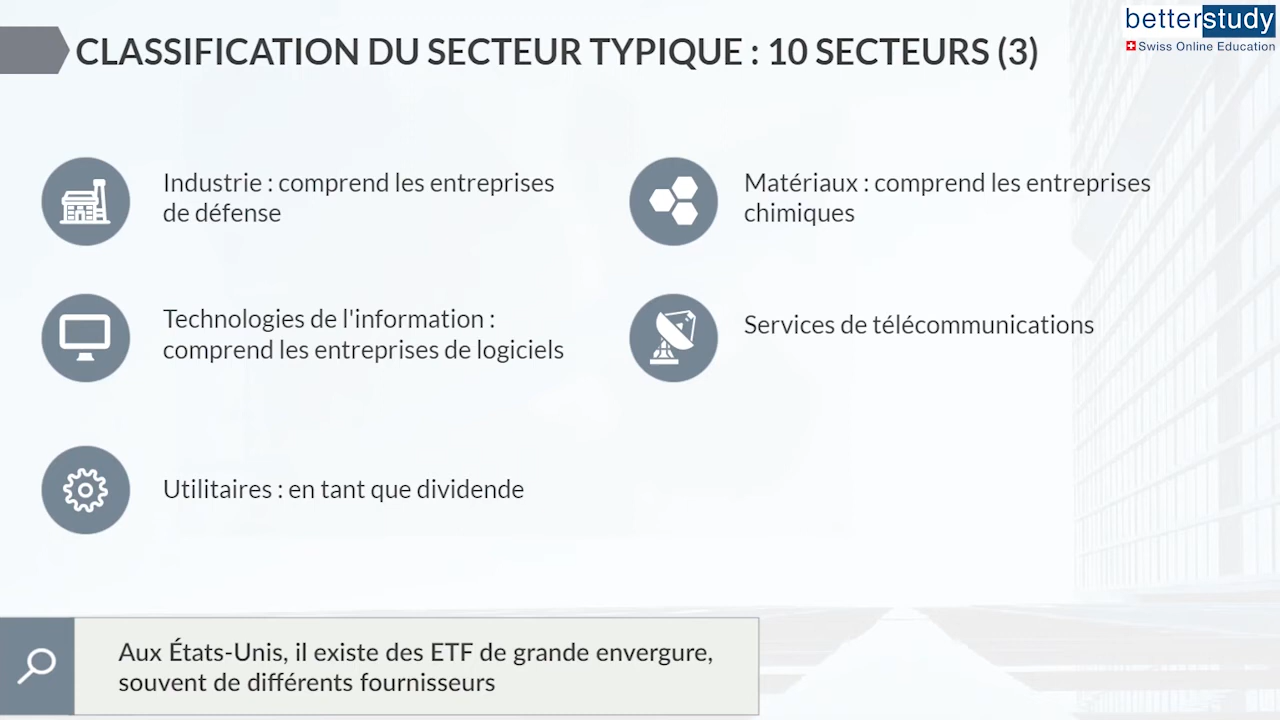 betterstudy
Swiss Online Education
CLASSIFICATION DU SECTEUR TYPIQUE : 10 SECTEURS (3)
Industrie : comprend les entreprises
de défense
Matériaux : comprend les entreprises
chimiques
Technologies de l'information :
comprend les entreprises de logiciels
Services de télécommunications
Utilitaires : en tant que dividende
Aux États-Unis, il existe des ETF de grande envergure,
souvent de différents fournisseurs